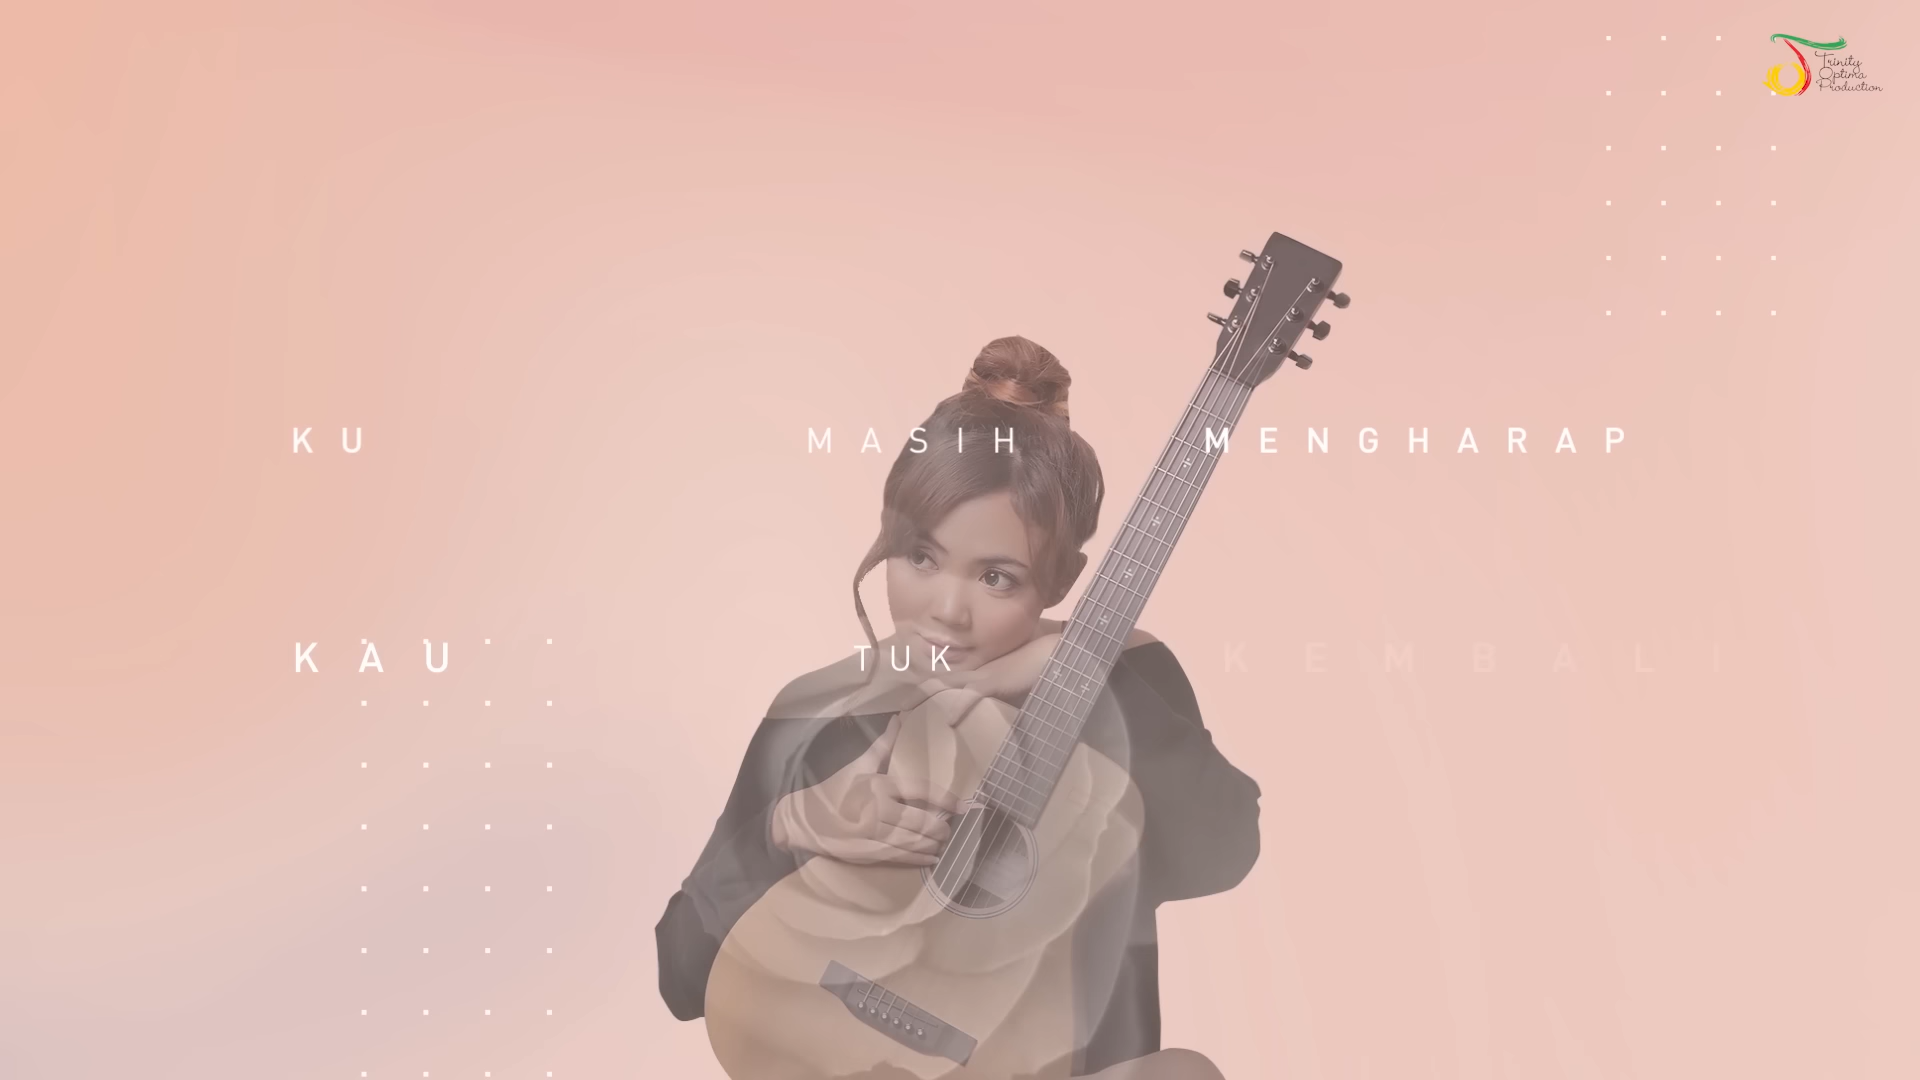 Trinity
Optima
Production
KU MASIH MENGHARAP
KAU TUK KEMBALI